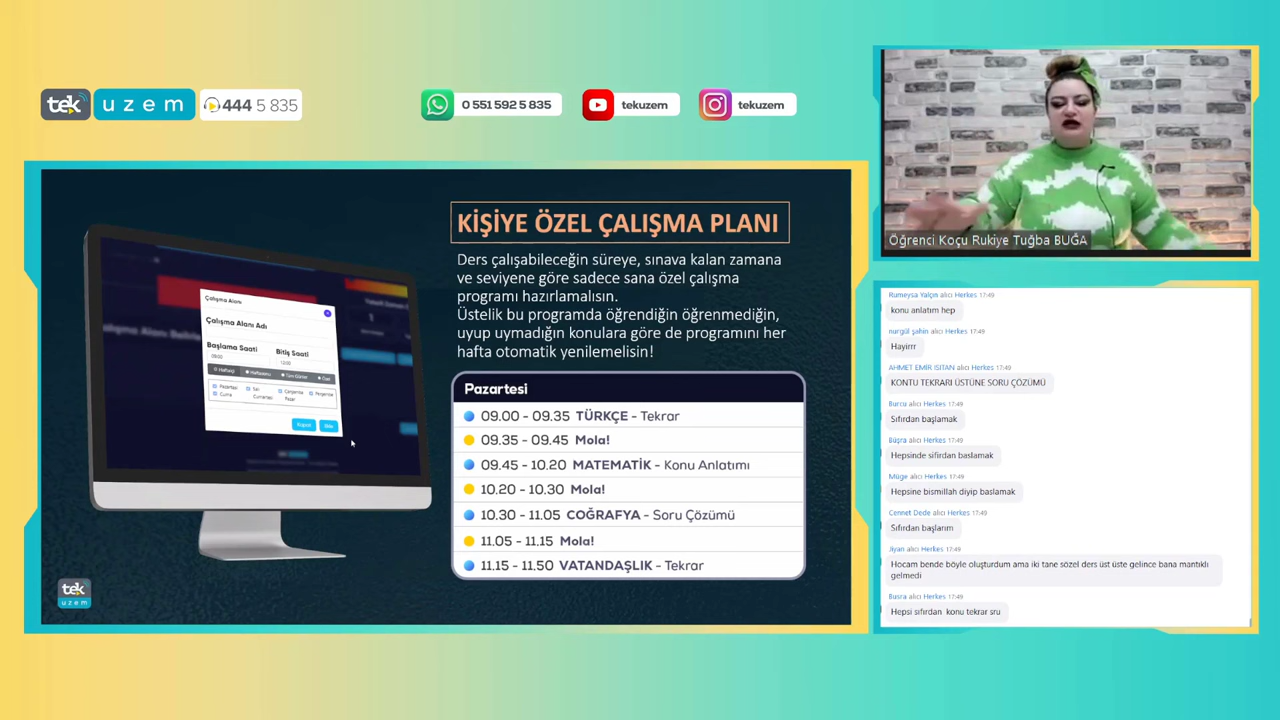 tek
uzem
444 5 835
0 551 592 5 835
tekuzem
tekuzem
Öğrenci Koçu Rukiye Tuğba BUĞA
KİŞİYE ÖZEL ÇALIŞMA PLANI
Ders çalışabileceğin süreye, sınava kalan zamana
ve seviyene göre sadece sana özel çalışma
programı hazırlamalısın.
Üstelik bu programda öğrendiğin öğrenmediğin,
uyup uymadığın konulara göre de programını her
hafta otomatik yenilemelisin!
Pazartesi
09.00 - 09.35 TÜRKÇE - Tekrar
09.35 - 09.45 Mola!
09.45 - 10.20 MATEMATİK - Konu Anlatımı
10.20 - 10.30 Mola!
10.30 - 11.05 COĞRAFYA - Soru Çözümü
11.05 - 11.15 Mola!
11.15 - 11.50 VATANDAŞLIK - Tekrar
Çalışma Alanı
Çalışma Alanı Adı
Başlama Saati
Bitiş Saati
tek
uzem
Rumeysa Yalçın alıcı Herkes 17:49
konu anlatım hep
nurgül şahin alıcı Herkes 17:49
Hayirrr
AHMET EMİR ISITAN alıcı Herkes 17:49
KONTU TEKRARI ÜSTÜNE SORU ÇÖZÜMÜ
Burcu alıcı Herkes 17:49
Sıfırdan başlamak
Büşra alıcı Herkes 17:49
Hepsinde sifirdan baslamak
Müge alıcı Herkes 17:49
Hepsine bismillah diyip baslamak
Cennet Dede alıcı Herkes 17:49
Sıfırdan başlarım
Jiyan alıcı Herkes 17:49
Hocam bende böyle oluşturdum ama iki tane sözel ders üst üste gelince bana mantıklı
gelmedi
Busra alıcı Herkes 17:49
Hepsi sıfırdan konu tekrar sru